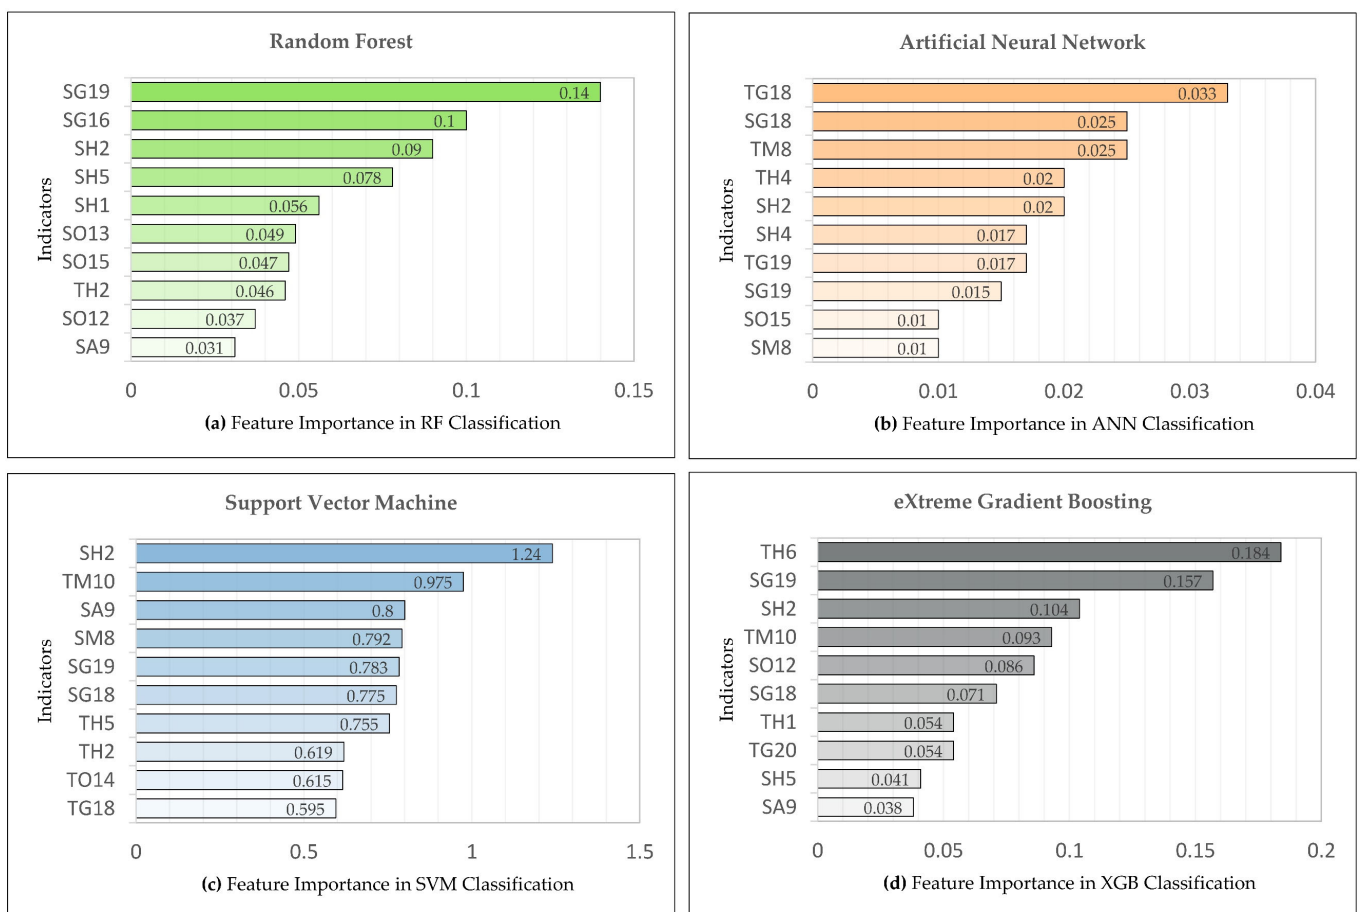 Random Forest
Indicators
SG19 0.14
SG16 0.1
SH2 0.09
SH5 0.078
SH1 0.056
SO13 0.049
SO15 0.047
TH2 0.046
SO12 0.037
SA9 0.031
0 0.05 0.1 0.15
(a) Feature Importance in RF Classification
Artificial Neural Network
Indicators
TG18 0.033
SG18 0.025
TM8 0.025
TH4 0.02
SH2 0.02
SH4 0.017
TG19 0.017
SG19 0.015
SO15 0.01
SM8 0.01
0 0.01 0.02 0.03 0.04
(b) Feature Importance in ANN Classification
Support Vector Machine
Indicators
SH2 1.24
TM10 0.975
SA9 0.8
SM8 0.792
SG19 0.783
SG18 0.775
TH5 0.755
TH2 0.619
TO14 0.615
TG18 0.595
0 0.5 1 1.5
(c) Feature Importance in SVM Classification
eXtreme Gradient Boosting
Indicators
TH6 0.184
SG19 0.157
SH2 0.104
TM10 0.093
SO12 0.086
SG18 0.071
TH1 0.054
TG20 0.054
SH5 0.041
SA9 0.038
0 0.05 0.1 0.15 0.2
(d) Feature Importance in XGB Classification